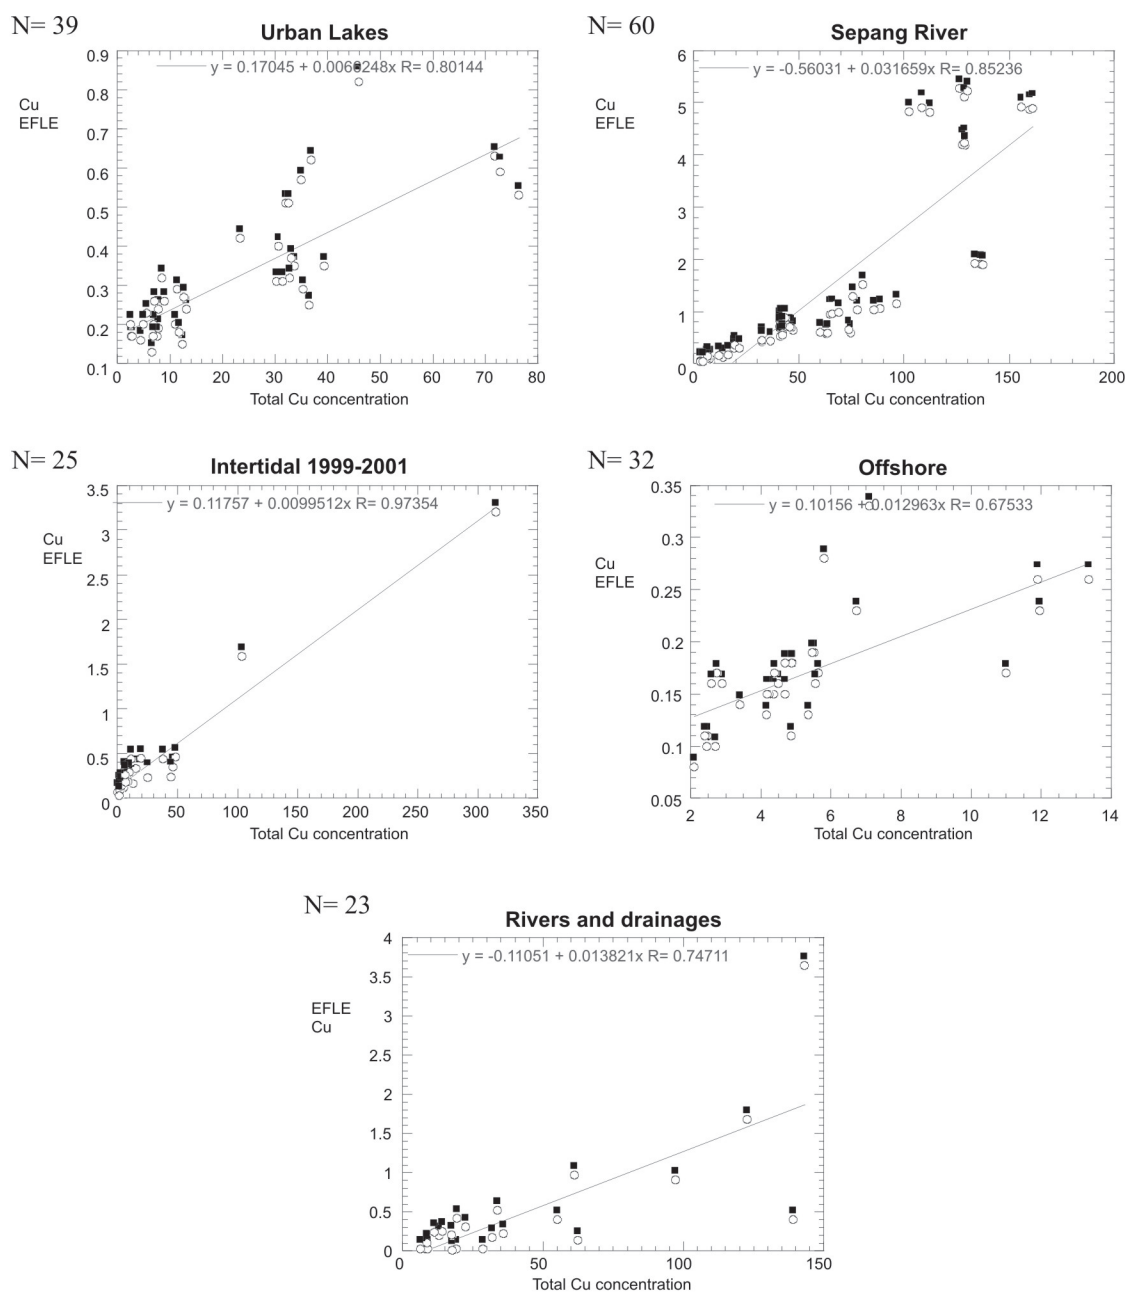 N= 39
Urban Lakes
y = 0.17045 + 0.0066248x R= 0.80144
Cu
EFLE
0.9
0.8
0.7
0.6
0.5
0.4
0.3
0.2
0.1
0 10 20 30 40 50 60 70 80
Total Cu concentration
N= 60
Sepang River
y = -0.56031 + 0.031659x R= 0.85236
Cu
EFLE
6
5
4
3
2
1
0
0 50 100 150 200
Total Cu concentration
N= 25
Intertidal 1999-2001
y = 0.11757 + 0.0099512x R= 0.97354
Cu
EFLE
3.5
3
2.5
2
1.5
1
0.5
0
0 50 100 150 200 250 300 350
Total Cu concentration
N= 32
Offshore
y = 0.10156 + 0.012963x R= 0.67533
Cu
EFLE
0.35
0.3
0.25
0.2
0.15
0.1
0.05
2 4 6 8 10 12 14
Total Cu concentration
N= 23
Rivers and drainages
y = -0.11051 + 0.013821x R= 0.74711
EFLE
Cu
4
3.5
3
2.5
2
1.5
1
0.5
0
0 50 100 150
Total Cu concentration